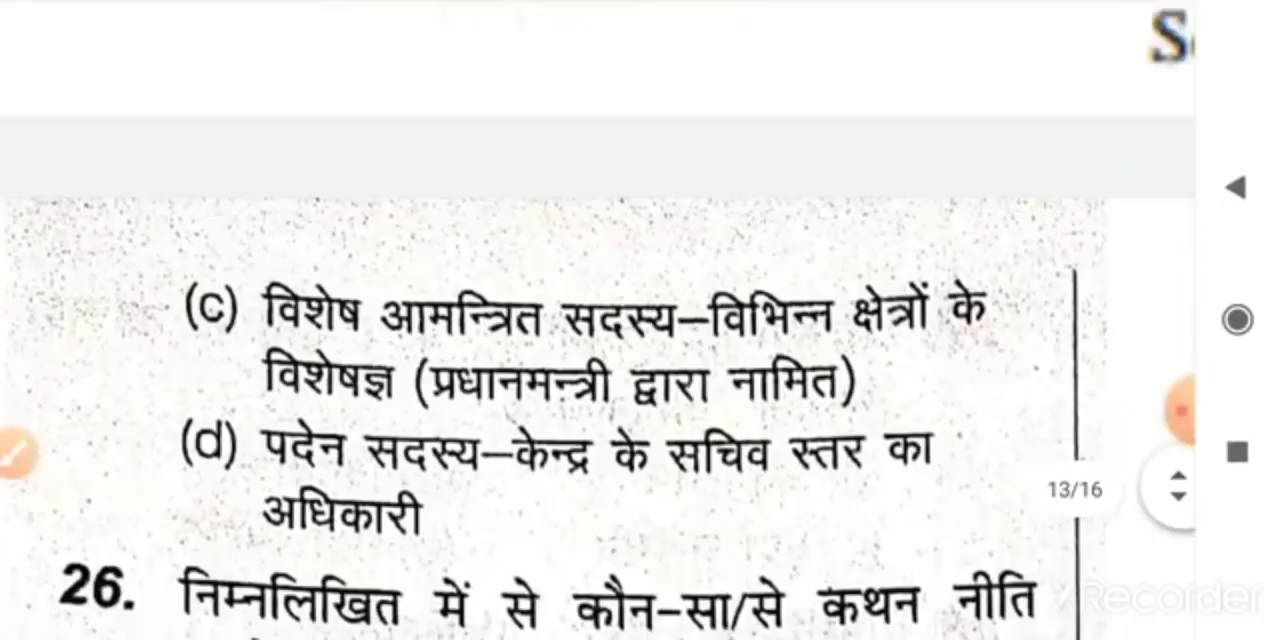 (c) विशेष आमन्त्रित सदस्य–विभिन्न क्षेत्रों के
विशेषज्ञ (प्रधानमन्त्री द्वारा नामित)
(d) पदेन सदस्य–केन्द्र के सचिव स्तर का
अधिकारी
13/16
26. निम्नलिखित में से कौन-सा/से कथन नीति
Recorder